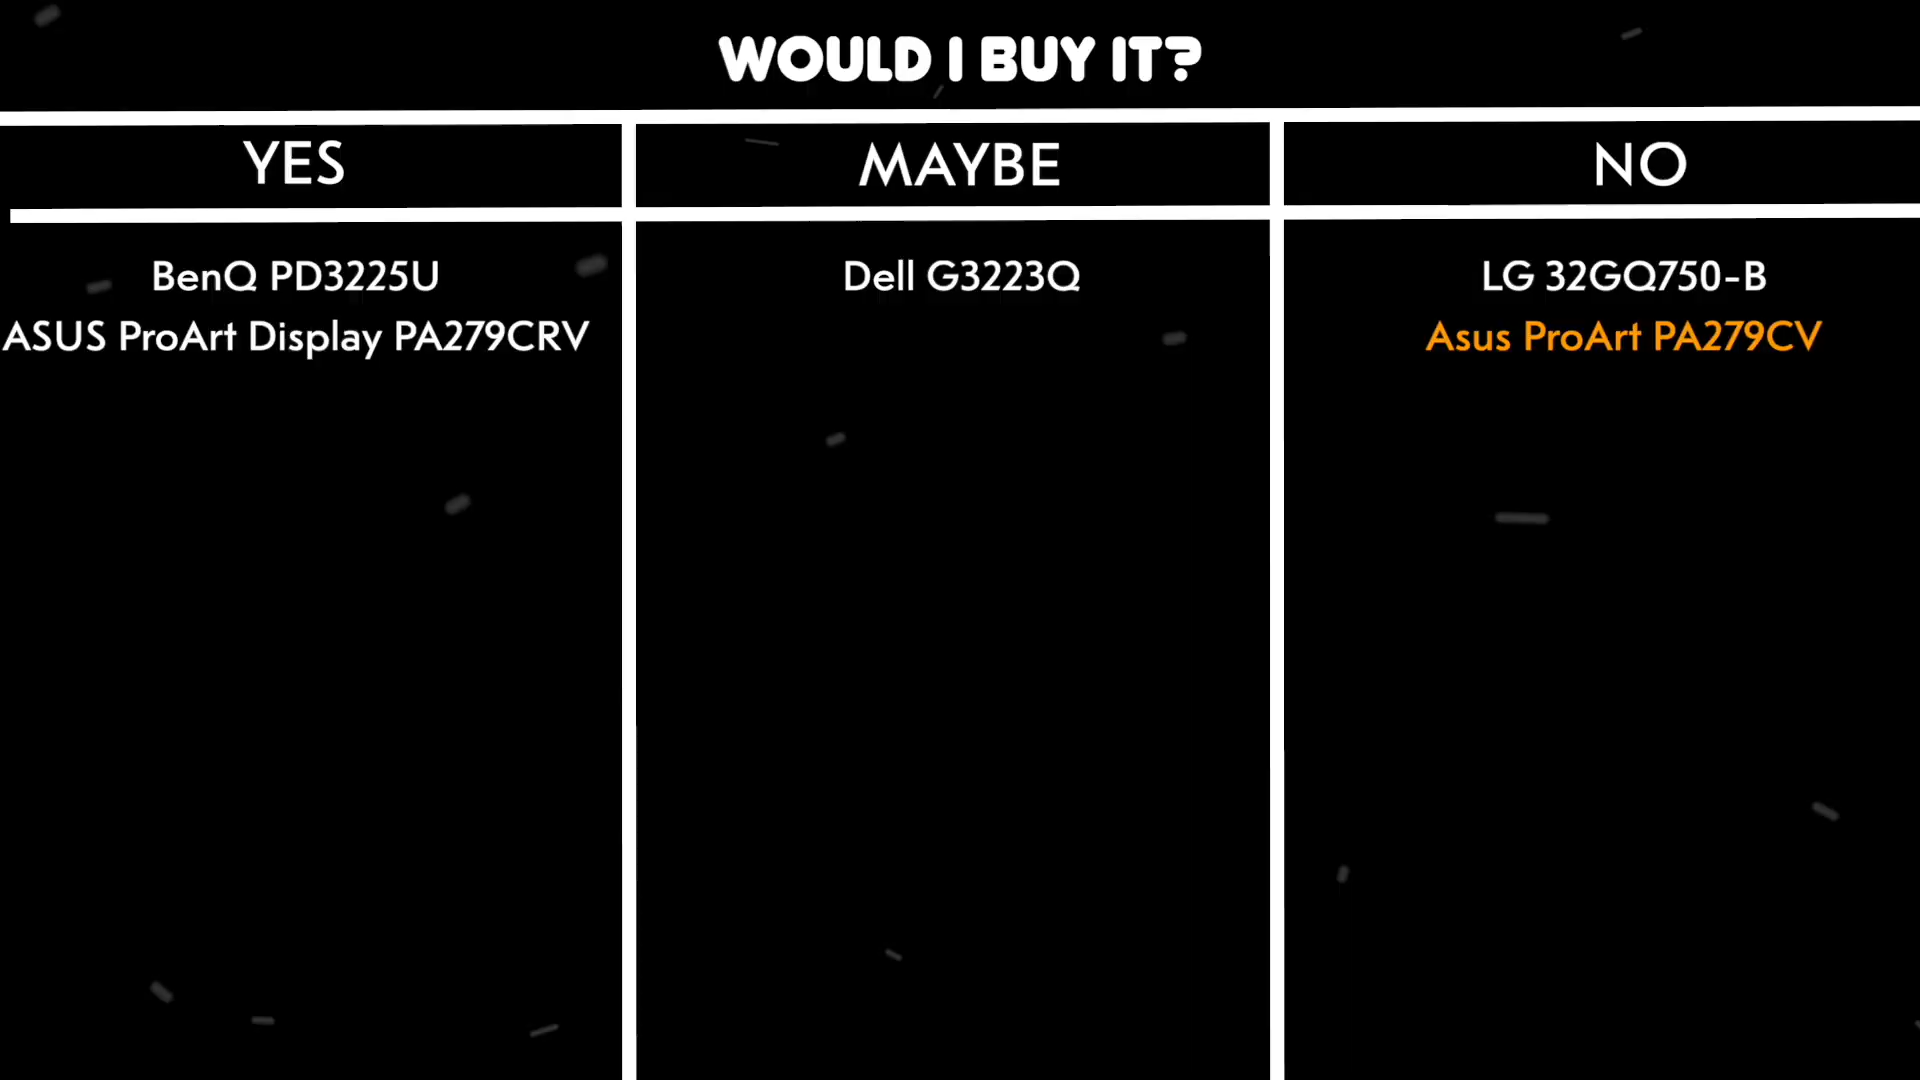 WOULD I BUY IT?
YES
MAYBE
NO
BenQ PD3225U
ASUS ProArt Display PA279CRV
Dell G3223Q
LG 32GQ750-B
Asus ProArt PA279CV